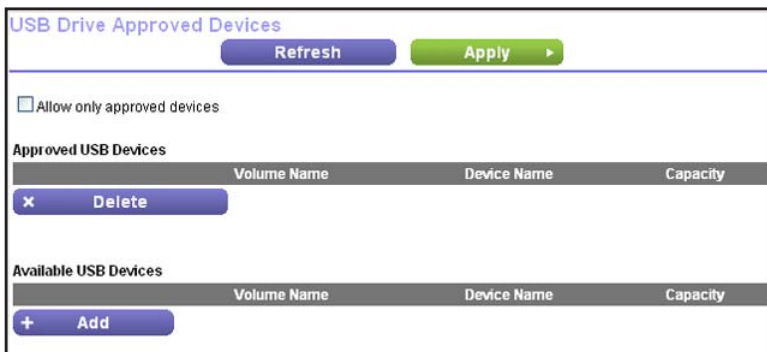 USB Drive Approved Devices
Refresh Apply
Allow only approved devices
Approved USB Devices
Volume Name Device Name Capacity
Delete
Available USB Devices
Volume Name Device Name Capacity
Add